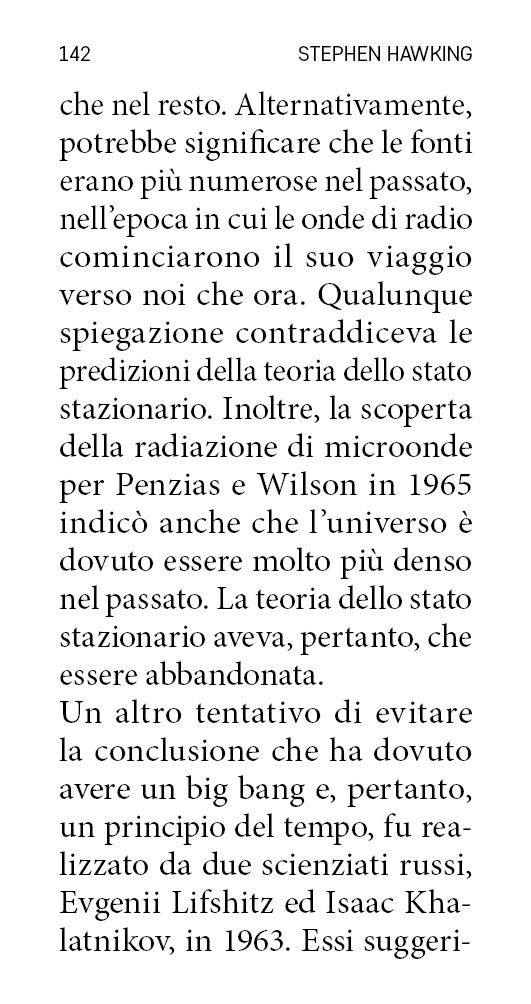 142 STEPHEN HAWKING
che nel resto. Alternativamente,
potrebbe significare che le fonti
erano più numerose nel passato,
nell’epoca in cui le onde di radio
cominciarono il suo viaggio
verso noi che ora. Qualunque
spiegazione contraddiceva le
predizioni della teoria dello stato
stazionario. Inoltre, la scoperta
della radiazione di microonde
per Penzias e Wilson in 1965
indicò anche che l’universo è
dovuto essere molto più denso
nel passato. La teoria dello stato
stazionario aveva, pertanto, che
essere abbandonata.
Un altro tentativo di evitare
la conclusione che ha dovuto
avere un big bang e, pertanto,
un principio del tempo, fu rea-
lizzato da due scienziati russi,
Evgenii Lifshitz ed Isaac Kha-
latnikov, in 1963. Essi suggeri-